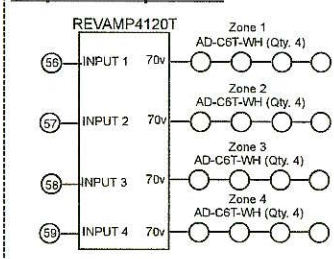 REVAMP4120T
Zone 1
AD-C6T-WH (Qty. 4)
56 INPUT 1 70v
Zone 2
AD-C6T-WH (Qty. 4)
57 INPUT 2 70v
Zone 3
AD-C6T-WH (Qty. 4)
58 INPUT 3 70v
Zone 4
AD-C6T-WH (Qty. 4)
59 INPUT 4 70v